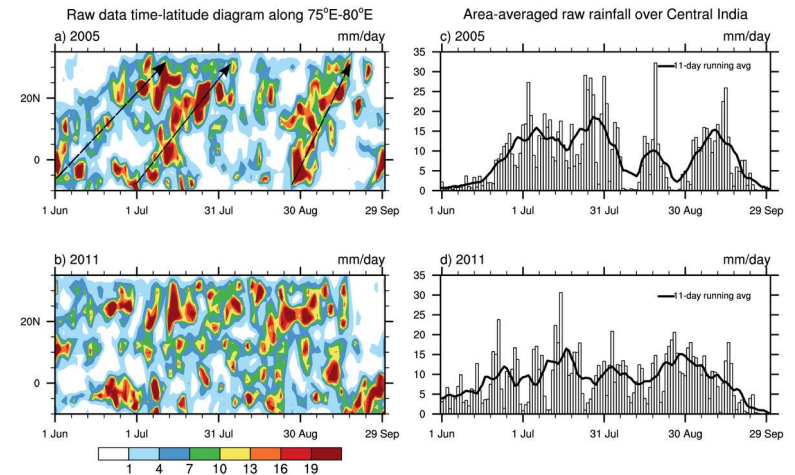 Raw data time-latitude diagram along 75°E-80°E
Area-averaged raw rainfall over Central India
a) 2005 mm/day
20N
0
1 Jun 1 Jul 31 Jul 30 Aug 29 Sep
c) 2005 mm/day
35
30
25
20
15
10
5
0
11-day running avg
1 Jun 1 Jul 31 Jul 30 Aug 29 Sep
b) 2011 mm/day
20N
0
1 Jun 1 Jul 31 Jul 30 Aug 29 Sep
1 4 7 10 13 16 19
d) 2011 mm/day
35
30
25
20
15
10
5
0
11-day running avg
1 Jun 1 Jul 31 Jul 30 Aug 29 Sep